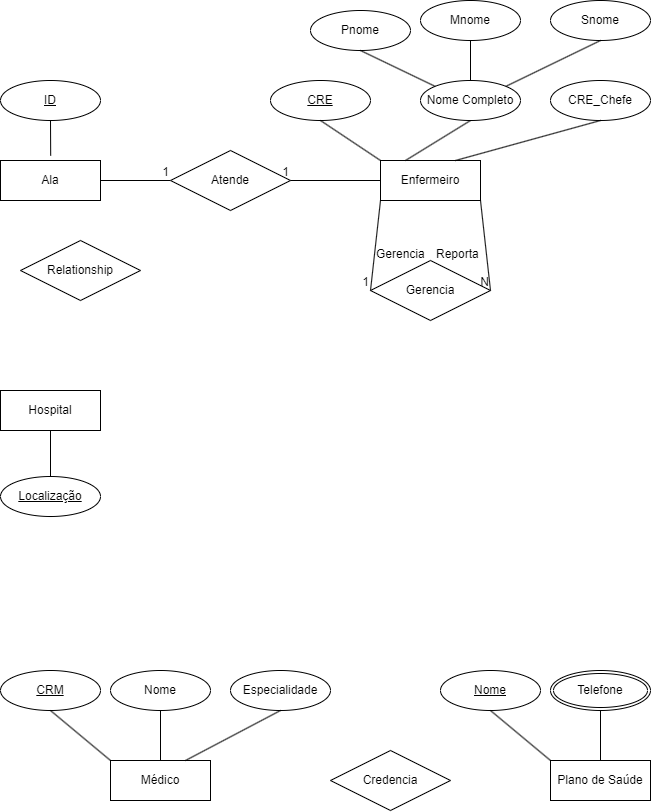 Mnome
Snome
Pnome
ID
CRE
Nome Completo
CRE_Chefe
1
1
Ala
Atende
Enfermeiro
Gerencia
Reporta
Relationship
1
N
Gerencia
Hospital
Localização
CRM
Nome
Especialidade
Nome
Telefone
Médico
Credencia
Plano de Saúde